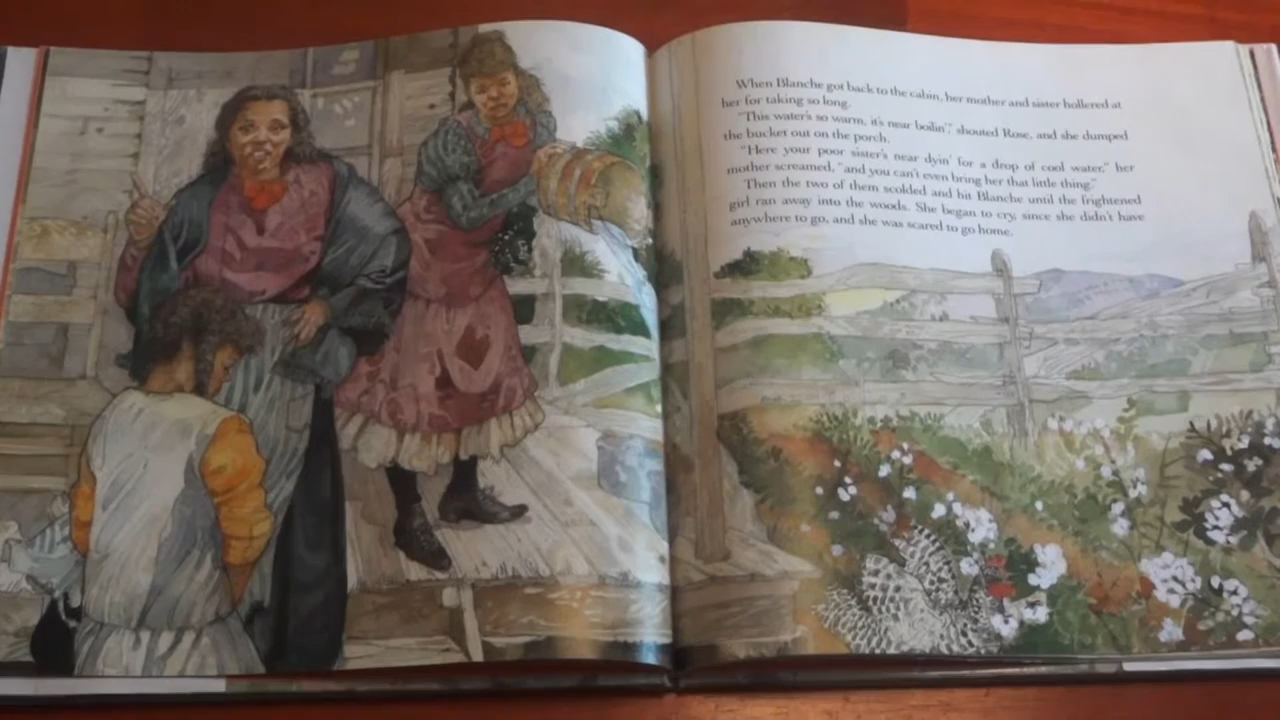 When Blanche got back to the cabin, her mother and sister hollered at
her for taking so long.
"This water's so warm, it's near boilin'," shouted Rose, and she dumped
the bucket out on the porch.
"Here your poor sister's near dyin' for a drop of cool water," her
mother screamed, "and you can't even bring her that little thing."
Then the two of them scolded and hit Blanche until the frightened
girl ran away into the woods. She began to cry, since she didn't have
anywhere to go, and she was scared to go home.